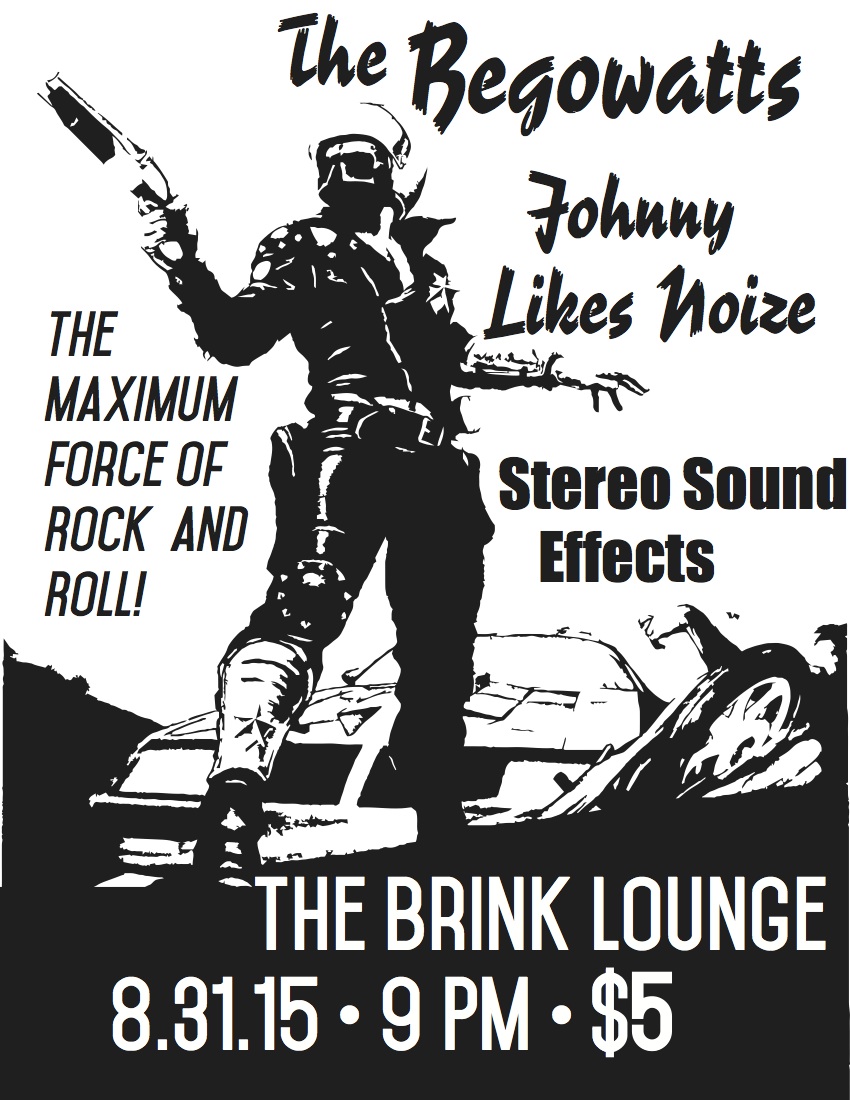 The Begowatts
Johnny
Likes Noize
THE
MAXIMUM
FORCE OF
ROCK AND
ROLL!
Stereo Sound
Effects
THE BRINK LOUNGE
8.31.15 • 9 PM • $5